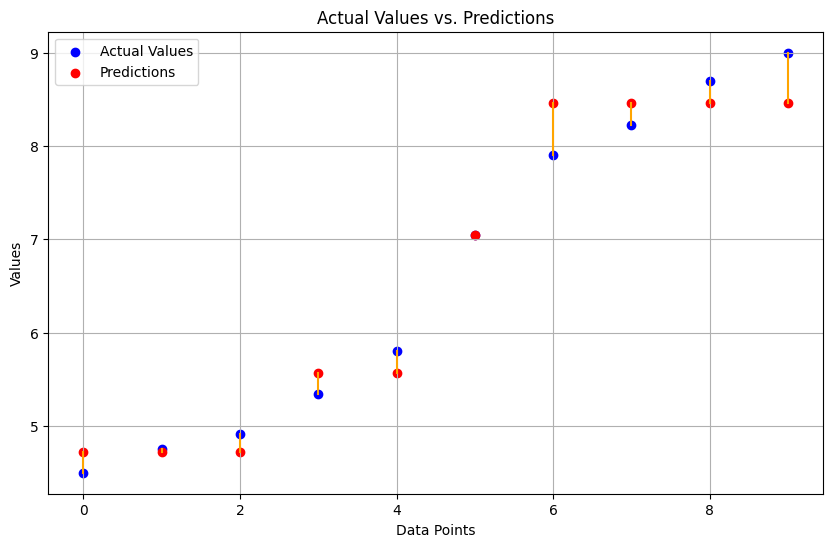 Actual Values vs. Predictions
Actual Values
Predictions
9
8
7
6
5
Values
0 2 4 6 8
Data Points